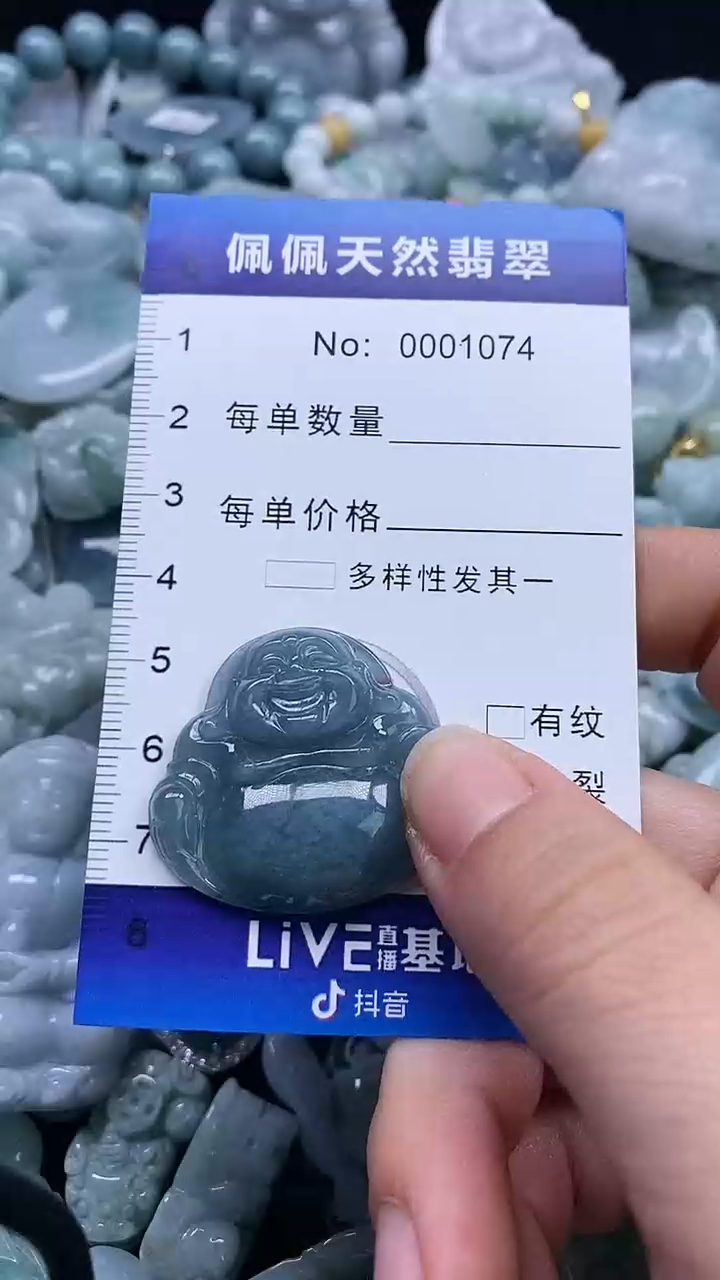 佩佩天然翡翠
No: 0001074
1
2
每单数量
3
每单价格
4
多样性发其一
5
有纹
6
裂
7
8
LiVE直播基
抖音